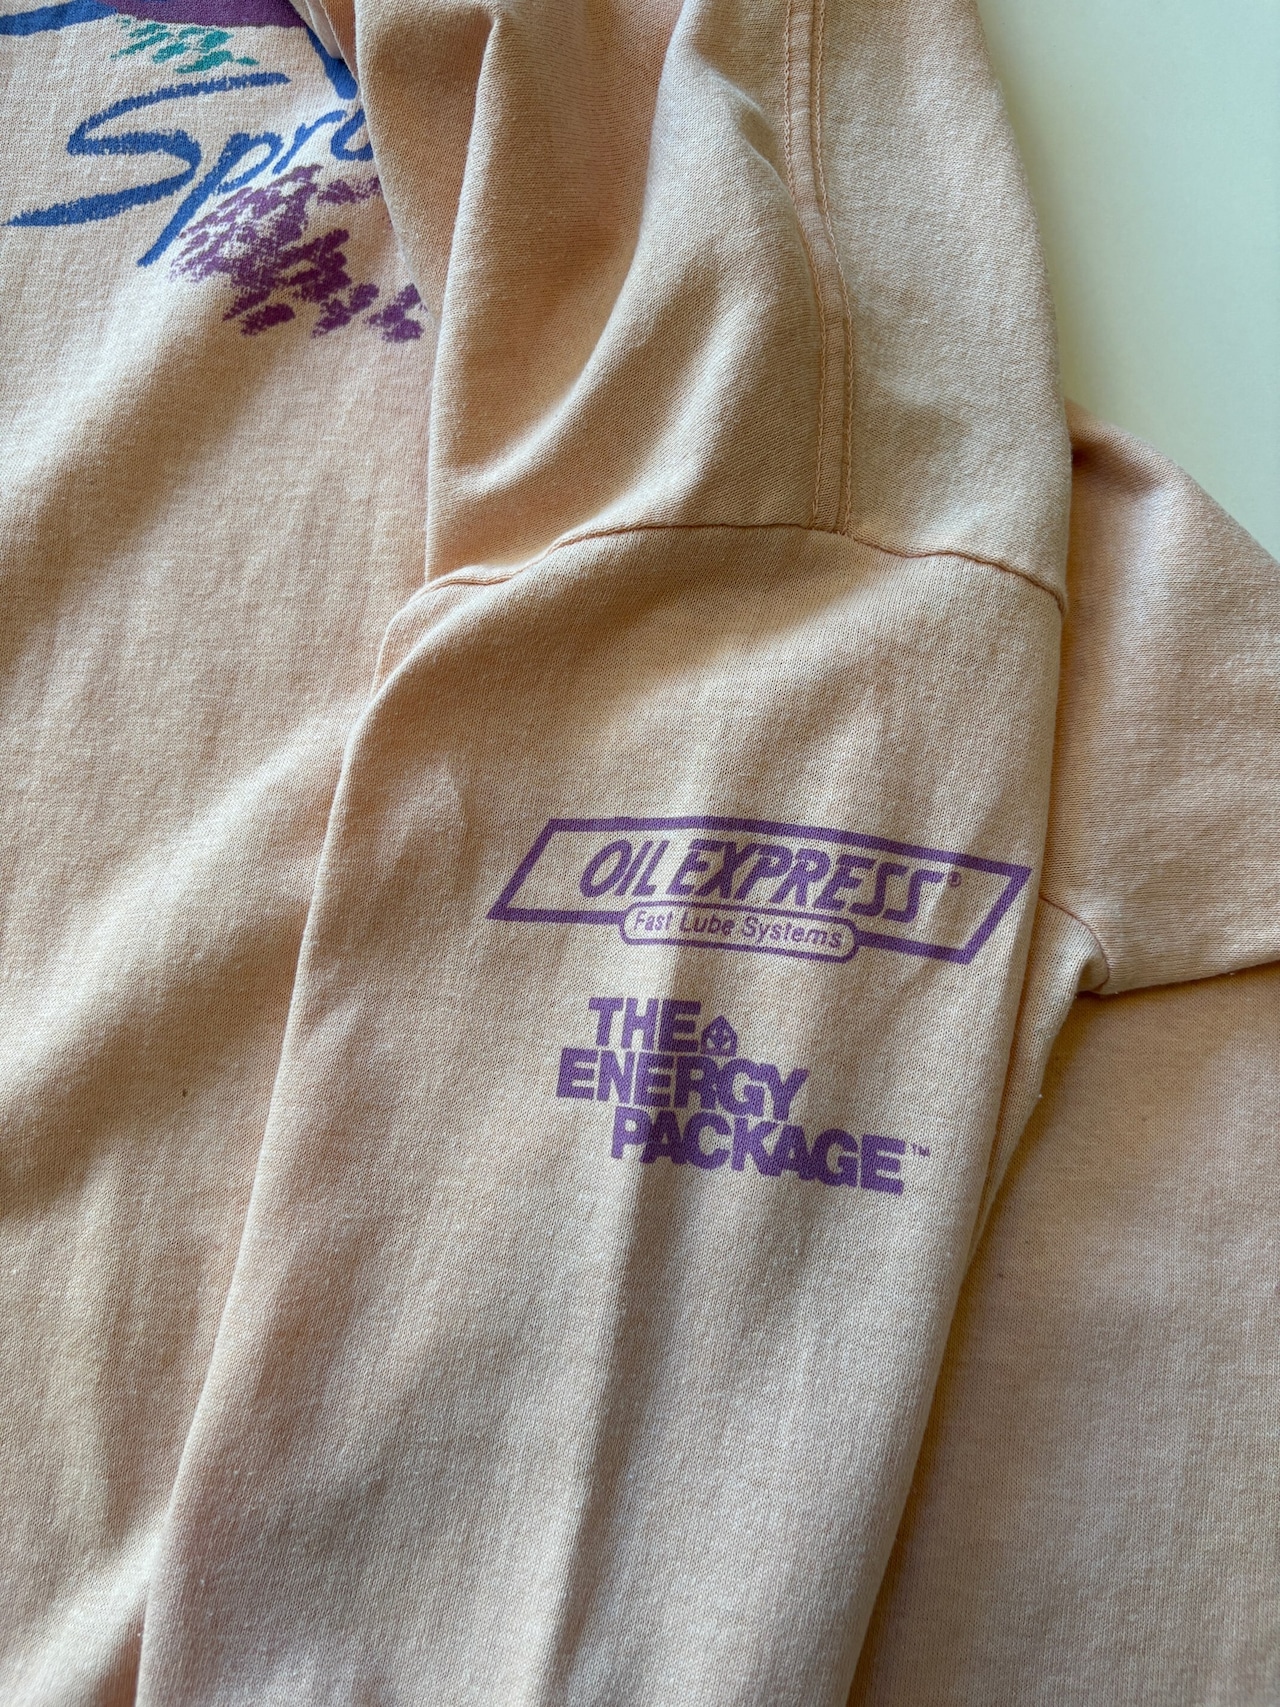 OIL EXPRESS®
Fast Lube Systems
THE
ENERGY
PACKAGE™